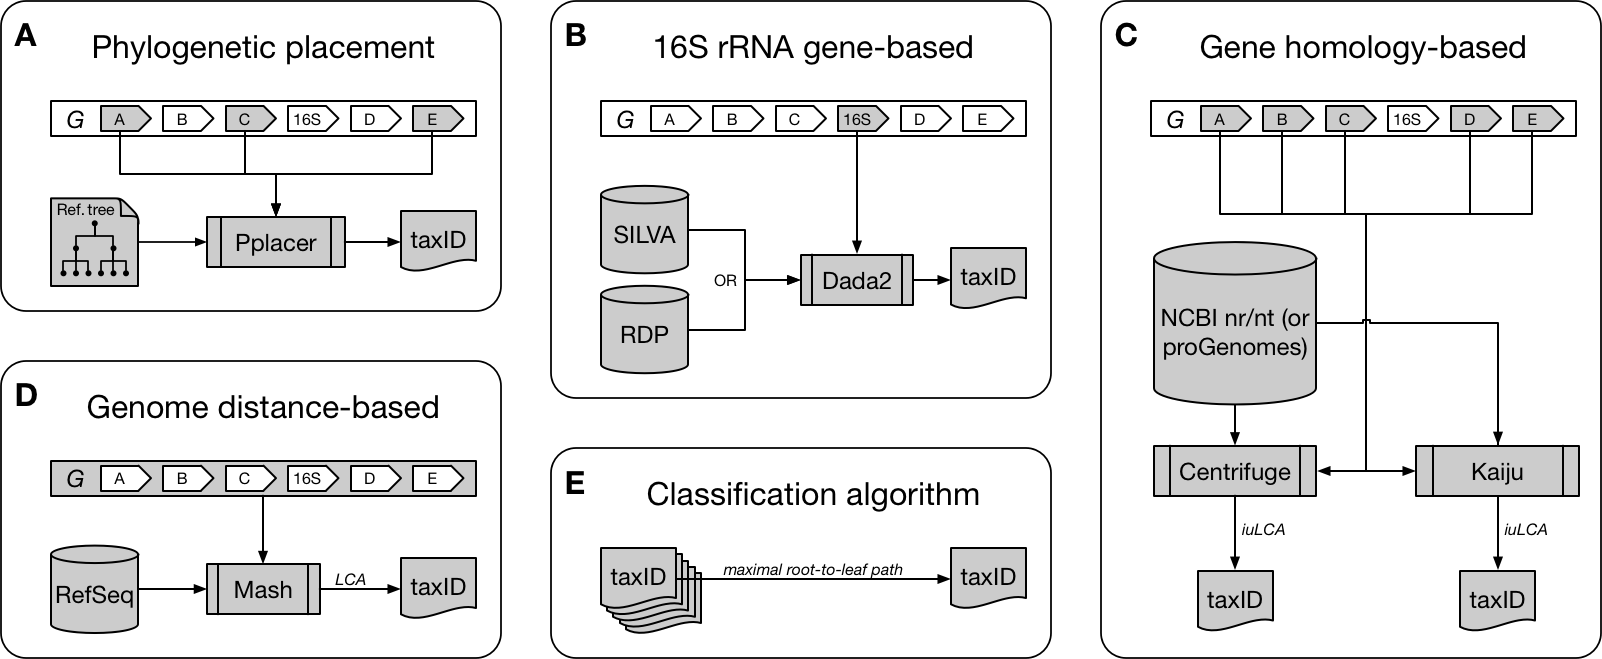 A
Phylogenetic placement
G A B C 16S D E
Ref. tree
Pplacer
taxID
B
16S rRNA gene-based
G A B C 16S D E
SILVA
OR
RDP
Dada2
taxID
C
Gene homology-based
G A B C 16S D E
NCBI nr/nt (or
proGenomes)
Centrifuge
Kaiju
iuLCA
iuLCA
taxID
taxID
D
Genome distance-based
G A B C 16S D E
RefSeq
Mash
LCA
taxID
E
Classification algorithm
taxID
maximal root-to-leaf path
taxID